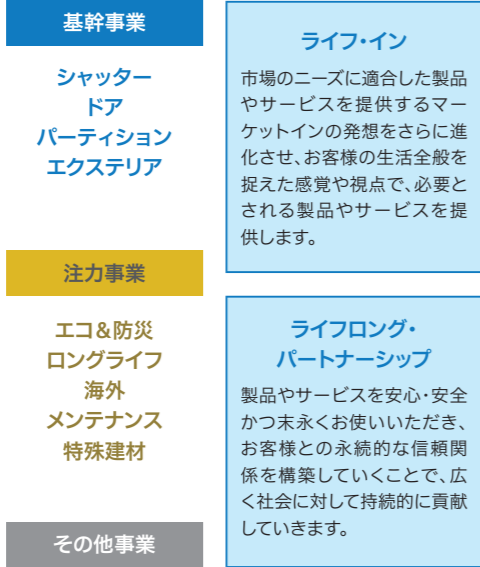 基幹事業
シャッター
ドア
パーティション
エクステリア
注力事業
エコ&防災
ロングライフ
海外
メンテナンス
特殊建材
その他事業
ライフ・イン
市場のニーズに適合した製品
やサービスを提供するマー
ケットインの発想をさらに進
化させ、お客様の生活全般を
捉えた感覚や視点で、必要と
される製品やサービスを提
供します。
ライフロング・
パートナーシップ
製品やサービスを安心・安全
かつ末永くお使いいただき、
お客様との永続的な信頼関
係を構築していくことで、広
く社会に対して持続的に貢献
していきます。